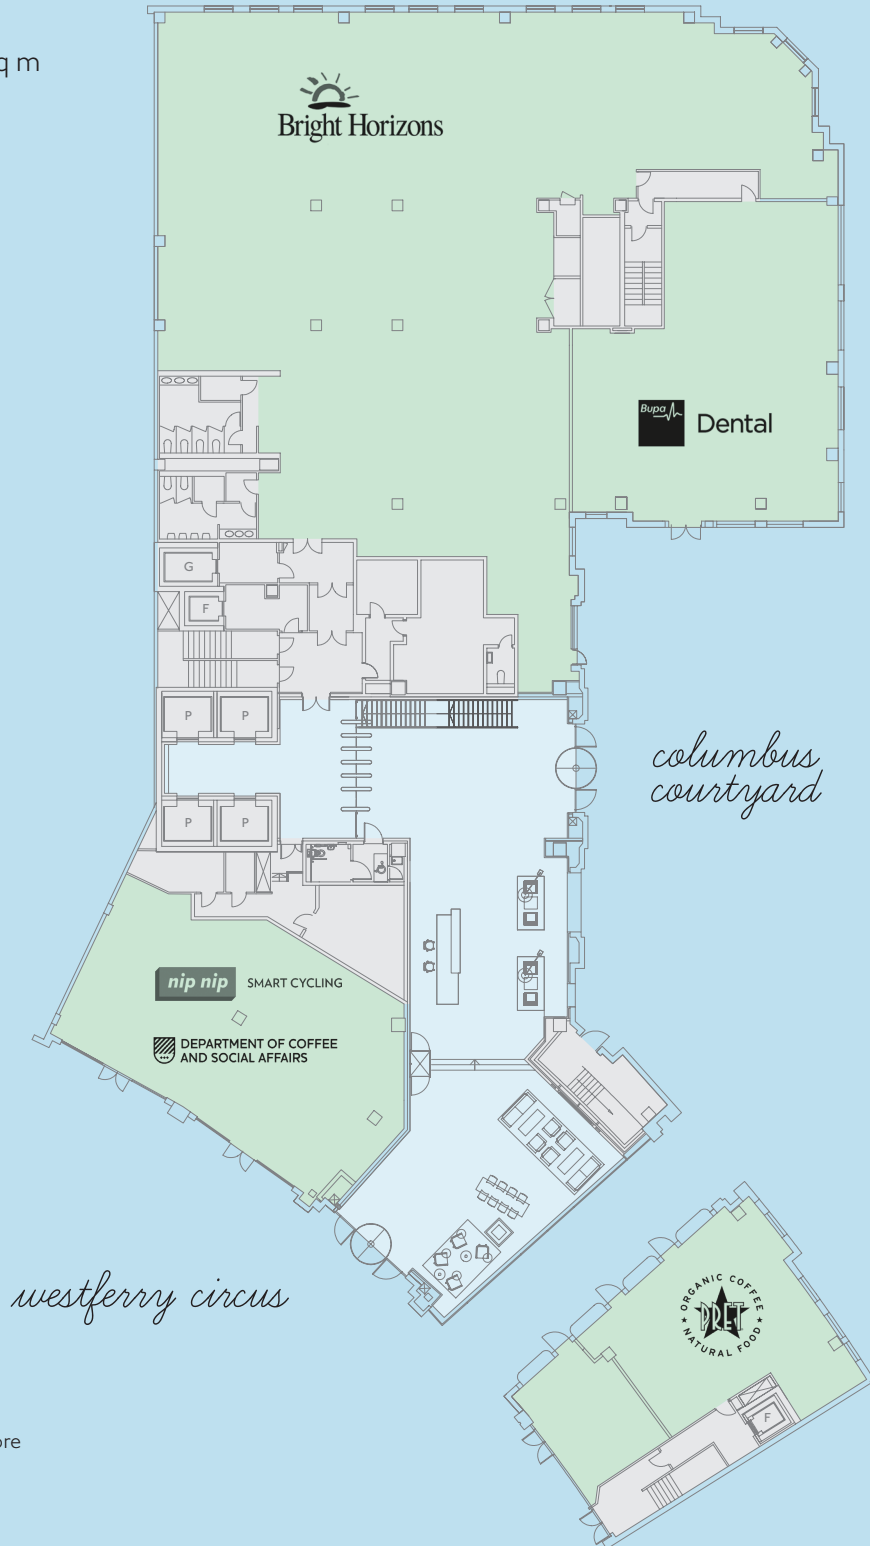 q m
Bright Horizons
Bupa
Dental
G
F
P P
columbus
courtyard
P P
nip nip SMART CYCLING
DEPARTMENT OF COFFEE
AND SOCIAL AFFAIRS
westferry circus
ORGANIC COFFEE
PRET
NATURAL FOOD
F
ore